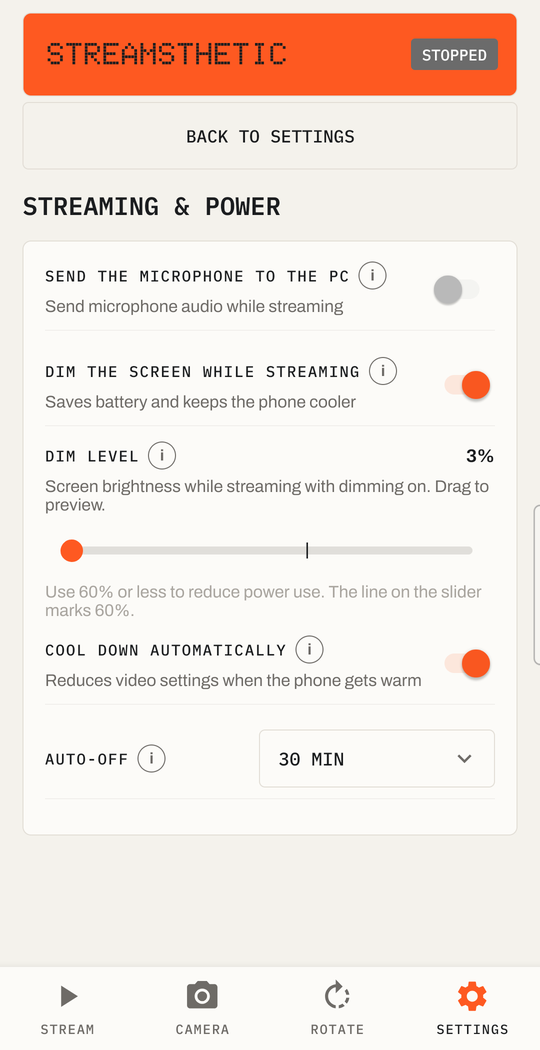 STREAMSTHETIC
STOPPED
BACK TO SETTINGS
STREAMING & POWER
SEND THE MICROPHONE TO THE PC i
Send microphone audio while streaming
DIM THE SCREEN WHILE STREAMING i
Saves battery and keeps the phone cooler
DIM LEVEL i 3%
Screen brightness while streaming with dimming on. Drag to
preview.
Use 60% or less to reduce power use. The line on the slider
marks 60%.
COOL DOWN AUTOMATICALLY i
Reduces video settings when the phone gets warm
AUTO-OFF i 30 MIN
STREAM CAMERA ROTATE SETTINGS